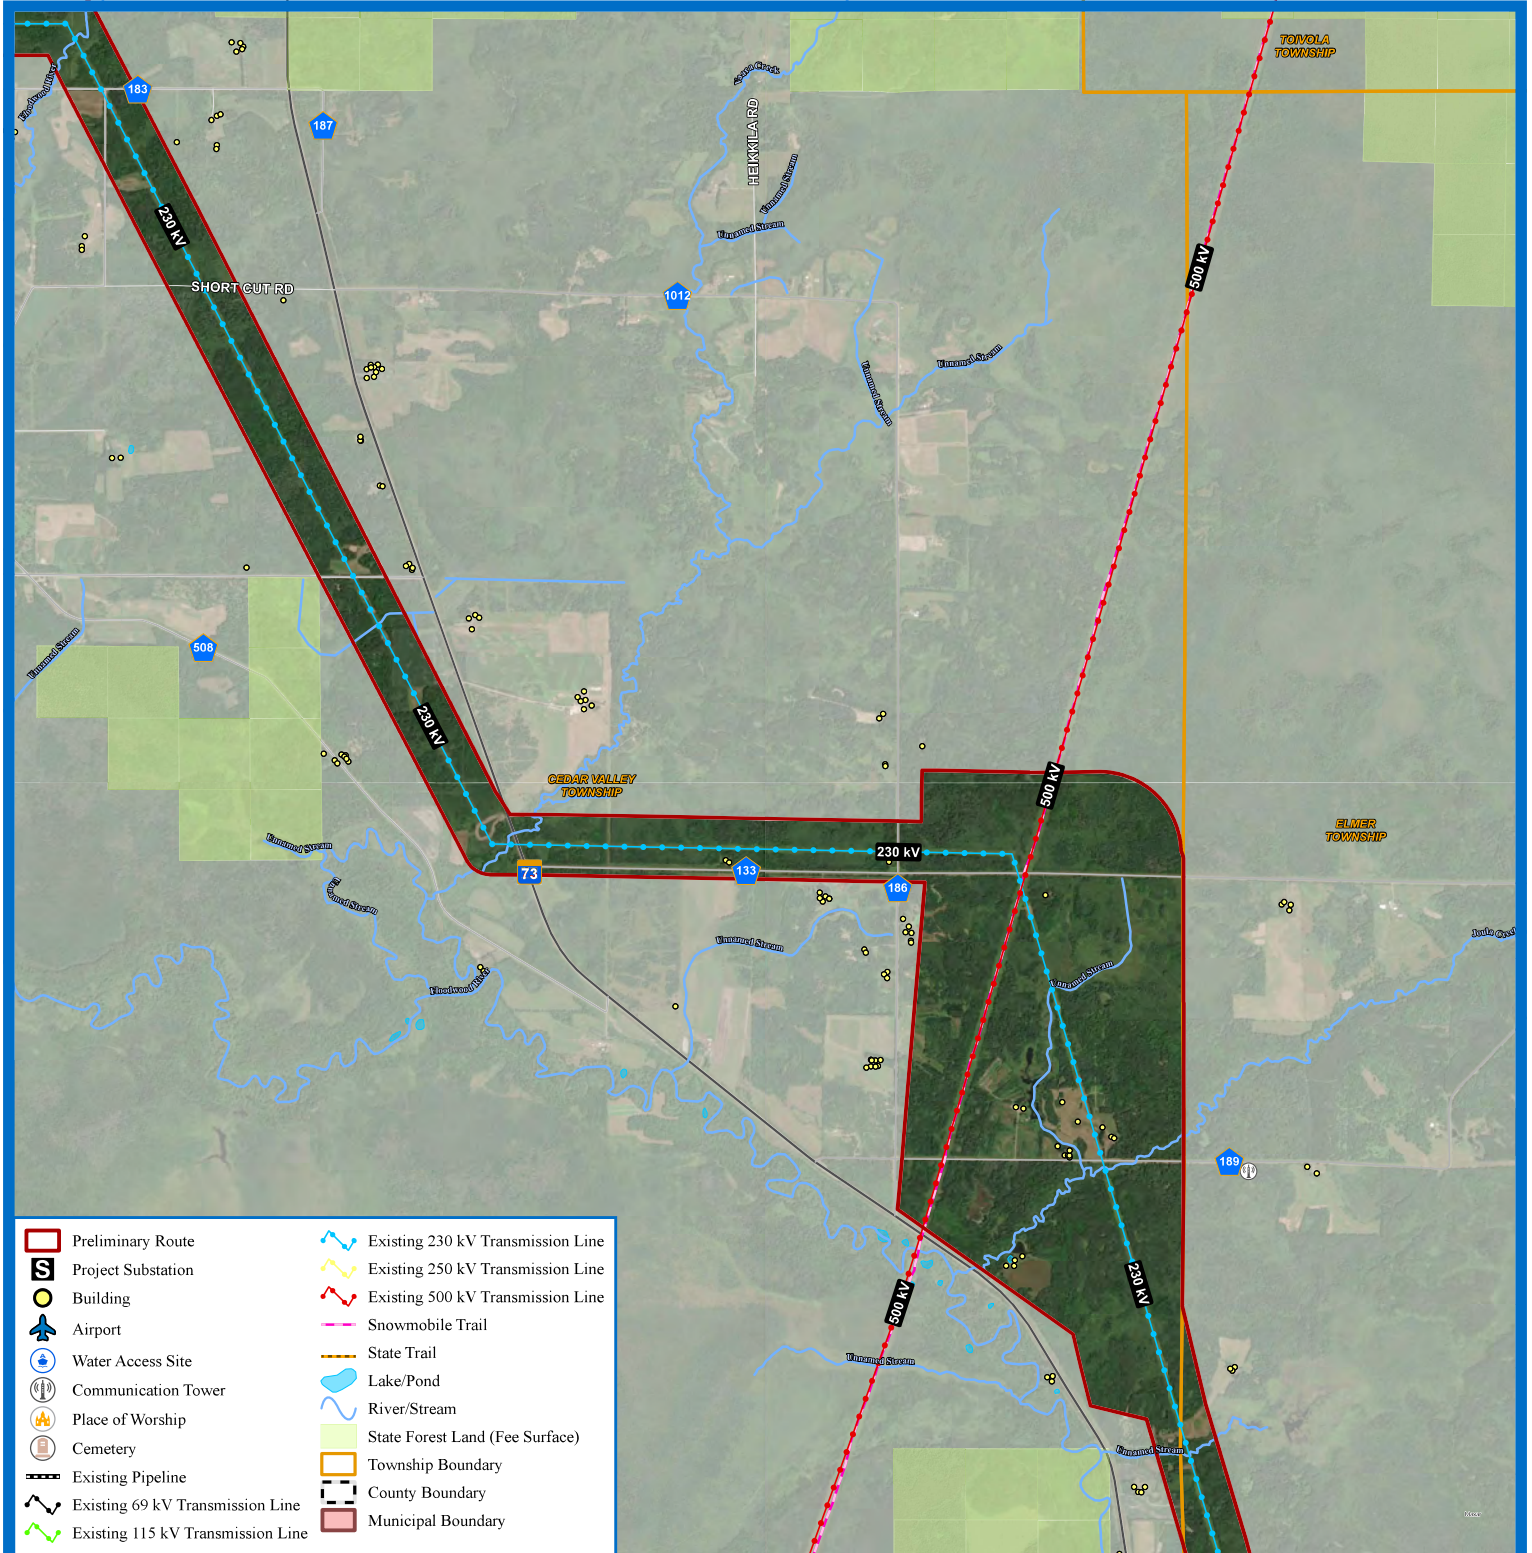 TOIVOLA
TOWNSHIP
Floodwood River
183
187
Vaara Creek
HEIKKILA RD
Unnamed Stream
Unnamed Stream
230 kV
500 kV
SHORT CUT RD
1012
Unnamed Stream
Unnamed Stream
508
Unnamed Stream
230 kV
CEDAR VALLEY
TOWNSHIP
500 kV
ELMER
TOWNSHIP
Unnamed Stream
230 kV
73
133
186
Unnamed Stream
Unnamed Stream
Joula Creek
Unnamed Stream
Floodwood River
189
230 kV
500 kV
Unnamed Stream
Unnamed Stream
Preliminary Route
Project Substation
Building
Airport
Water Access Site
Communication Tower
Place of Worship
Cemetery
Existing Pipeline
Existing 69 kV Transmission Line
Existing 115 kV Transmission Line
Existing 230 kV Transmission Line
Existing 250 kV Transmission Line
Existing 500 kV Transmission Line
Snowmobile Trail
State Trail
Lake/Pond
River/Stream
State Forest Land (Fee Surface)
Township Boundary
County Boundary
Municipal Boundary